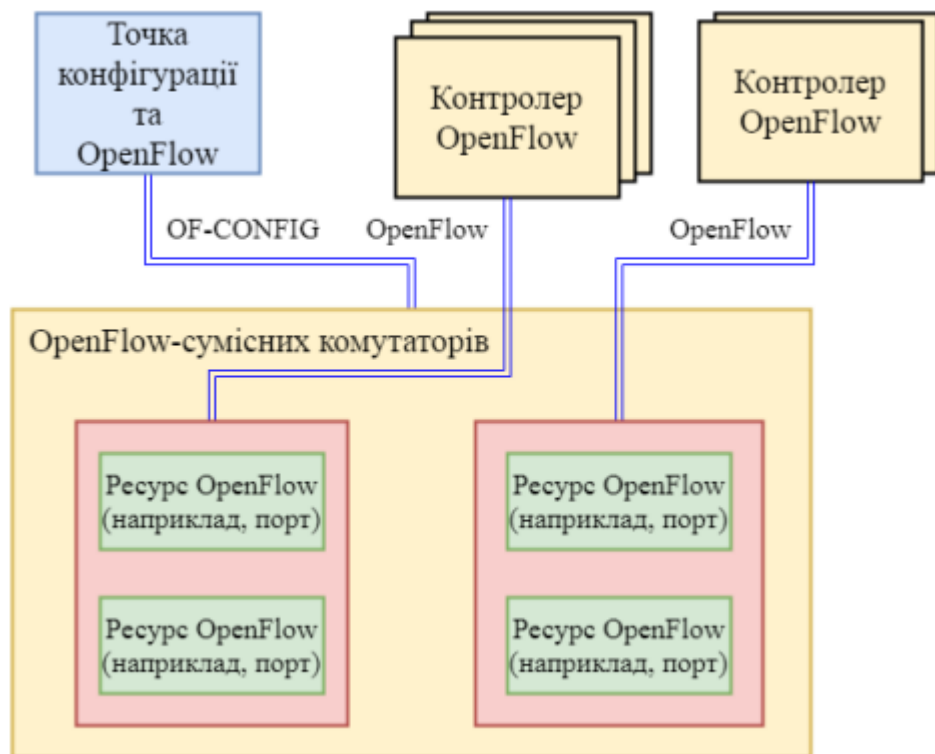 Точка
конфігурації
та
OpenFlow
Контролер
OpenFlow
Контролер
OpenFlow
OF-CONFIG
OpenFlow
OpenFlow
OpenFlow-сумісних комутаторів
Ресурс OpenFlow
(наприклад, порт)
Ресурс OpenFlow
(наприклад, порт)
Ресурс OpenFlow
(наприклад, порт)
Ресурс OpenFlow
(наприклад, порт)